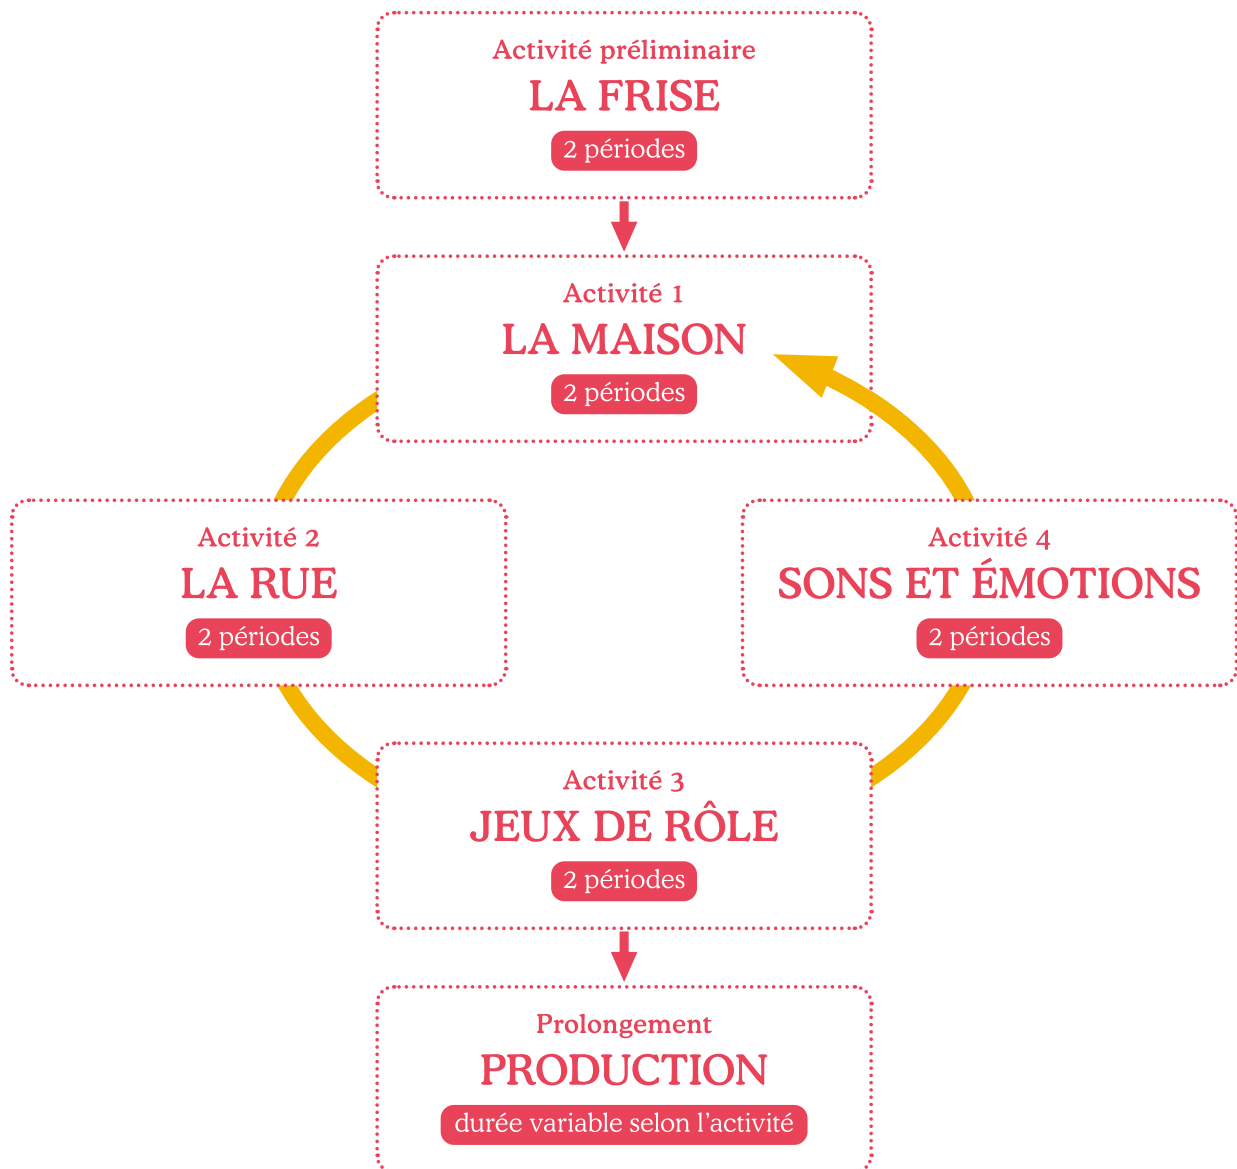 Activité préliminaire
LA FRISE
2 périodes
Activité 1
LA MAISON
2 périodes
Activité 2
LA RUE
2 périodes
Activité 4
SONS ET ÉMOTIONS
2 périodes
Activité 3
JEUX DE RÔLE
2 périodes
Prolongement
PRODUCTION
durée variable selon l’activité